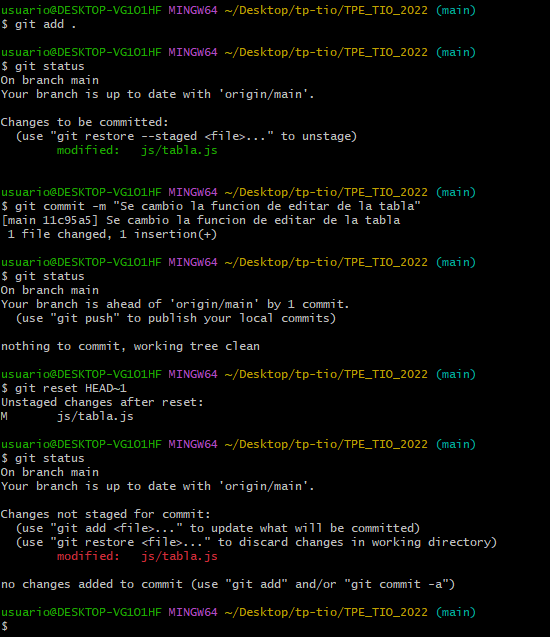 usuario@DESKTOP-VG1O1HF MINGW64 ~/Desktop/tp-tio/TPE_TIO_2022 (main)
$ git add .
usuario@DESKTOP-VG1O1HF MINGW64 ~/Desktop/tp-tio/TPE_TIO_2022 (main)
$ git status
On branch main
Your branch is up to date with 'origin/main'.
Changes to be committed:
  (use "git restore --staged <file>..." to unstage)
        modified:   js/tabla.js
usuario@DESKTOP-VG1O1HF MINGW64 ~/Desktop/tp-tio/TPE_TIO_2022 (main)
$ git commit -m "Se cambio la funcion de editar de la tabla"
[main 11c95a5] Se cambio la funcion de editar de la tabla
 1 file changed, 1 insertion(+)
usuario@DESKTOP-VG1O1HF MINGW64 ~/Desktop/tp-tio/TPE_TIO_2022 (main)
$ git status
On branch main
Your branch is ahead of 'origin/main' by 1 commit.
  (use "git push" to publish your local commits)
nothing to commit, working tree clean
usuario@DESKTOP-VG1O1HF MINGW64 ~/Desktop/tp-tio/TPE_TIO_2022 (main)
$ git reset HEAD~1
Unstaged changes after reset:
M       js/tabla.js
usuario@DESKTOP-VG1O1HF MINGW64 ~/Desktop/tp-tio/TPE_TIO_2022 (main)
$ git status
On branch main
Your branch is up to date with 'origin/main'.
Changes not staged for commit:
  (use "git add <file>..." to update what will be committed)
  (use "git restore <file>..." to discard changes in working directory)
        modified:   js/tabla.js
no changes added to commit (use "git add" and/or "git commit -a")
usuario@DESKTOP-VG1O1HF MINGW64 ~/Desktop/tp-tio/TPE_TIO_2022 (main)
$